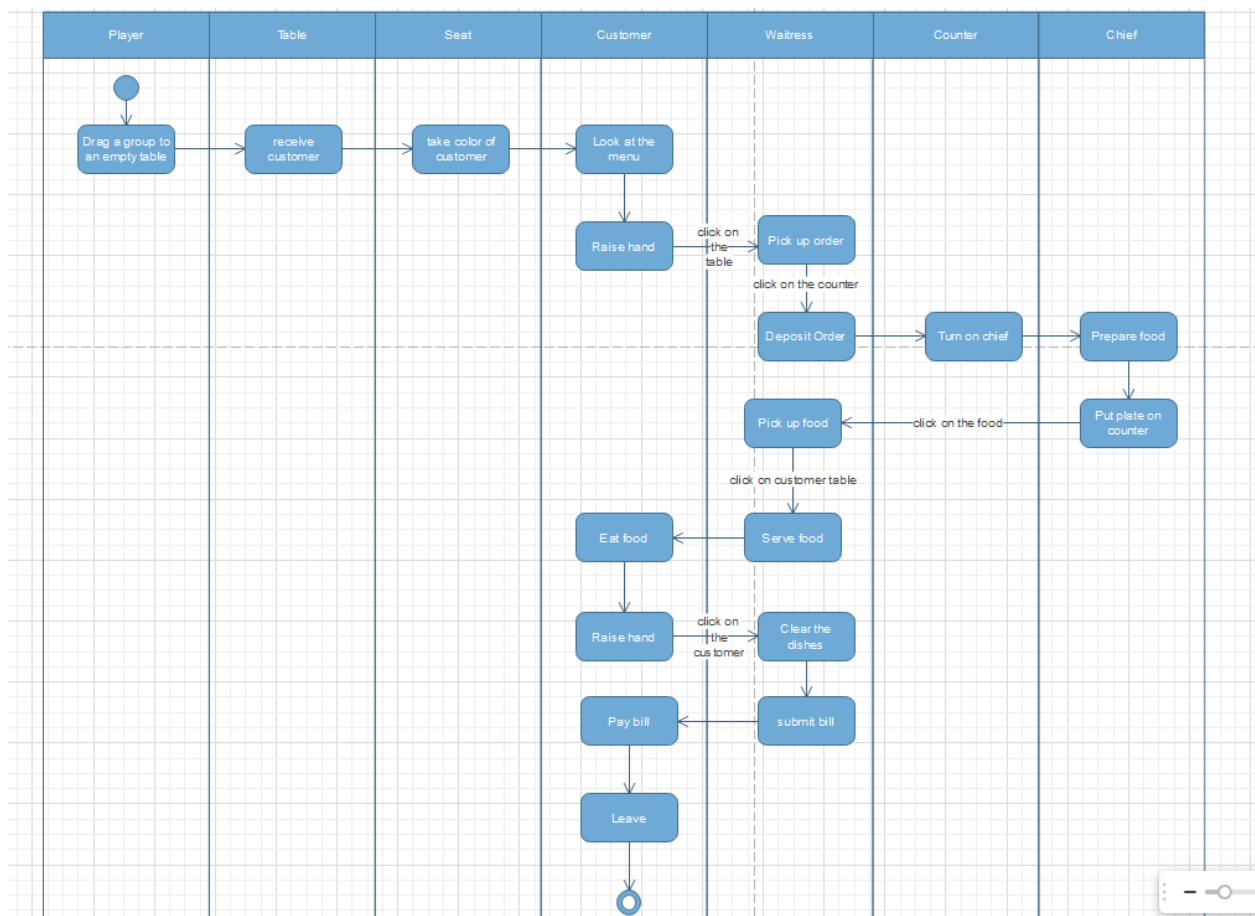 Player
Table
Seat
Customer
Waitress
Counter
Chief
Drag a group to
an empty table
receive
customer
take color of
customer
Look at the
menu
Raise hand
click on
the
table
Pick up order
click on the counter
Deposit Order
Turn on chief
Prepare food
Pick up food
click on the food
Put plate on
counter
click on customer table
Eat food
Serve food
Raise hand
click on
the
customer
Clear the
dishes
Pay bill
submit bill
Leave